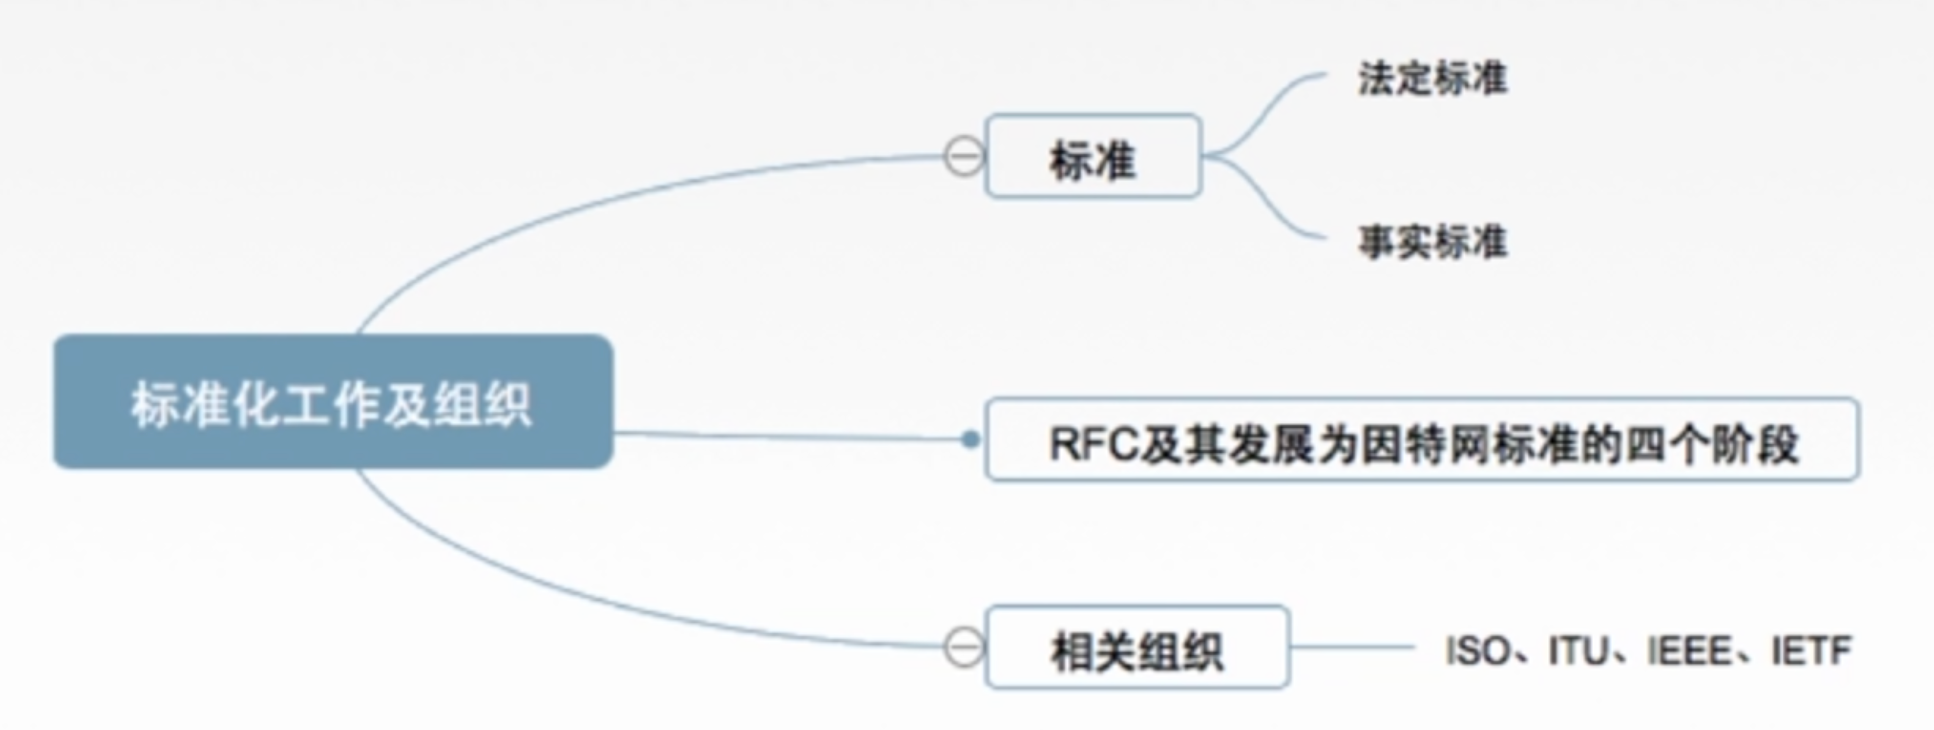 法定标准
标准
事实标准
标准化工作及组织
RFC及其发展为因特网标准的四个阶段
相关组织
ISO、ITU、IEEE、IETF